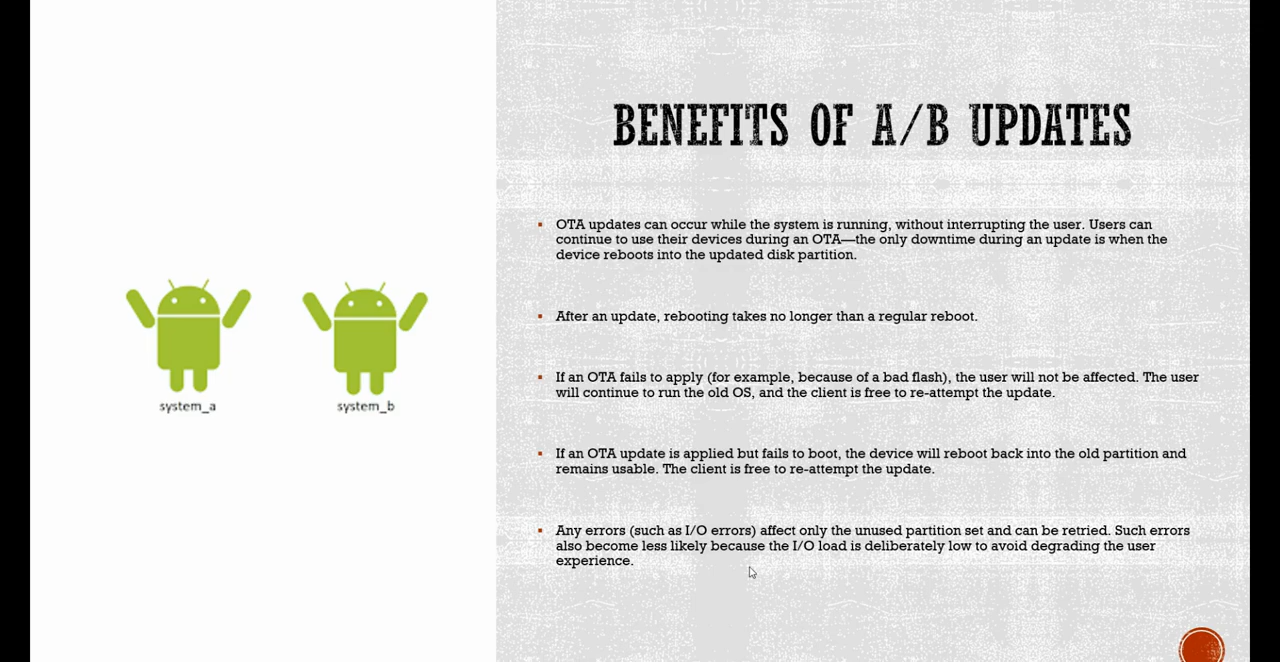 BENEFITS OF A/B UPDATES
OTA updates can occur while the system is running, without interrupting the user. Users can
continue to use their devices during an OTA—the only downtime during an update is when the
device reboots into the updated disk partition.
After an update, rebooting takes no longer than a regular reboot.
If an OTA fails to apply (for example, because of a bad flash), the user will not be affected. The user
will continue to run the old OS, and the client is free to re-attempt the update.
If an OTA update is applied but fails to boot, the device will reboot back into the old partition and
remains usable. The client is free to re-attempt the update.
Any errors (such as I/O errors) affect only the unused partition set and can be retried. Such errors
also become less likely because the I/O load is deliberately low to avoid degrading the user
experience.
system_a
system_b